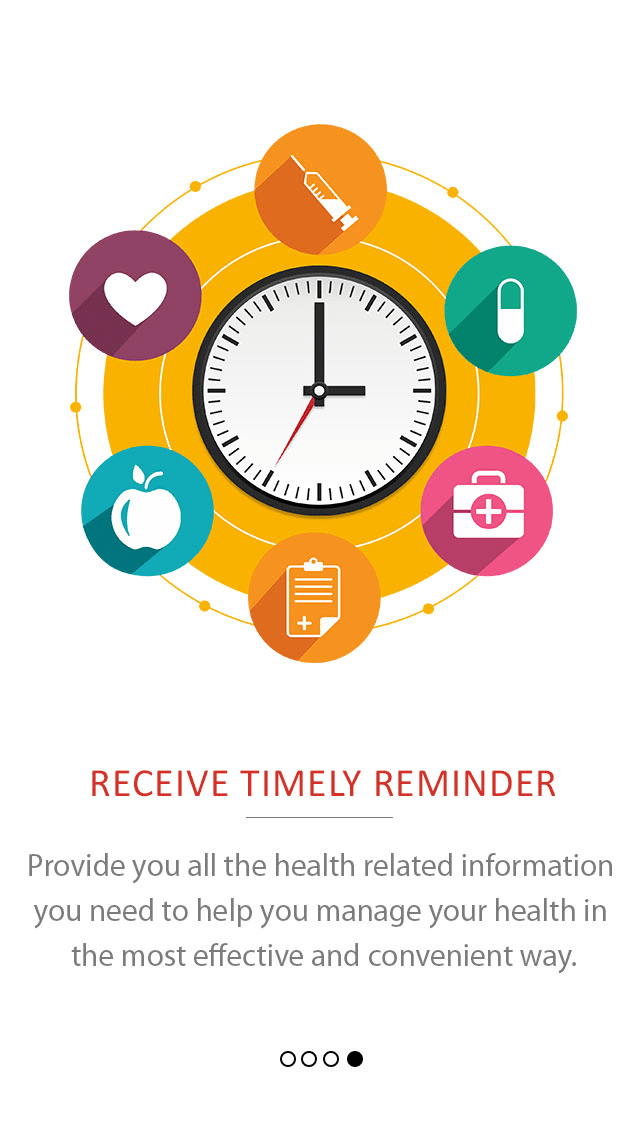 RECEIVE TIMELY REMINDER
Provide you all the health related information
you need to help you manage your health in
the most effective and convenient way.